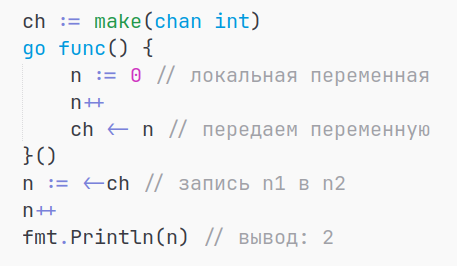 ch := make(chan int)
go func() {
    n := 0 // локальная переменная
    n++
    ch <- n // передаем переменную
}()
n := <-ch // запись n1 в n2
n++
fmt.Println(n) // вывод: 2